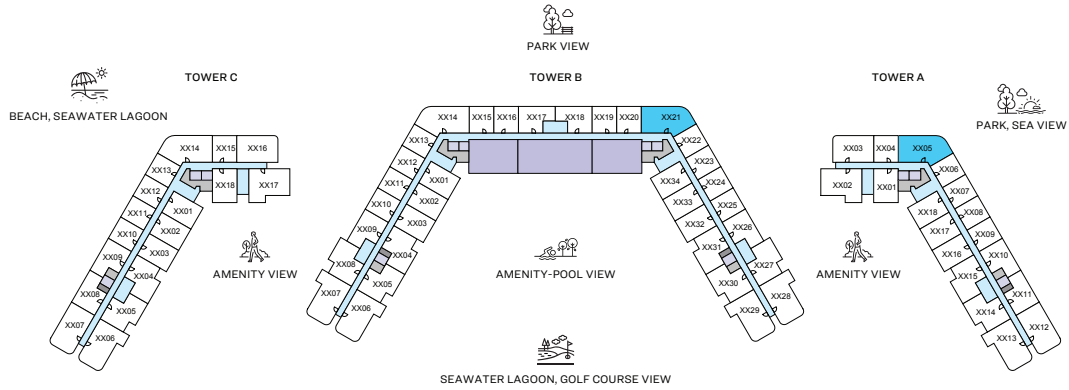 PARK VIEW
TOWER C
TOWER B
TOWER A
BEACH, SEAWATER LAGOON
PARK, SEA VIEW
XX14
XX15
XX16
XX13
XX12
XX11
XX10
XX09
XX08
XX07
XX06
XX05
XX04
XX03
XX02
XX01
XX18
XX17
XX14
XX15
XX16
XX17
XX18
XX19
XX20
XX21
XX13
XX12
XX11
XX10
XX09
XX08
XX07
XX06
XX05
XX04
XX03
XX02
XX01
XX22
XX23
XX24
XX25
XX26
XX27
XX28
XX29
XX30
XX31
XX32
XX33
XX34
XX03
XX04
XX05
XX02
XX01
XX06
XX07
XX08
XX09
XX10
XX11
XX12
XX13
XX14
XX15
XX16
XX17
XX18
AMENITY VIEW
AMENITY-POOL VIEW
AMENITY VIEW
SEAWATER LAGOON, GOLF COURSE VIEW